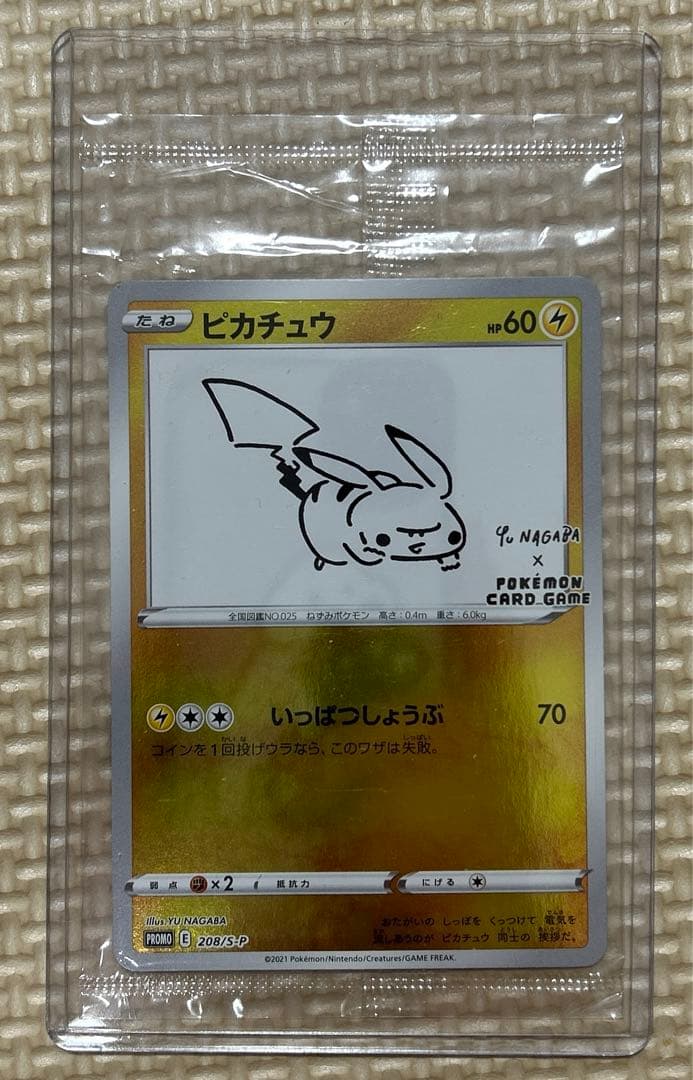 たね ピカチュウ HP60
Yu NAGABA
×
POKÉMON
CARD GAME
全国図鑑NO.025 ねずみポケモン 高さ:0.4m 重さ:6.0kg
いっぱつしょうぶ 70
コインを1回投げウラなら、このワザは失敗。
弱点 ×2 抵抗力 にげる
Illus.YU NAGABA
PROMO E 208/S-P
おたがいの しっぽを くっつけて 電気を
流しあうのが ピカチュウ 同士の 挨拶だ。
©2021 Pokémon/Nintendo/Creatures/GAME FREAK.